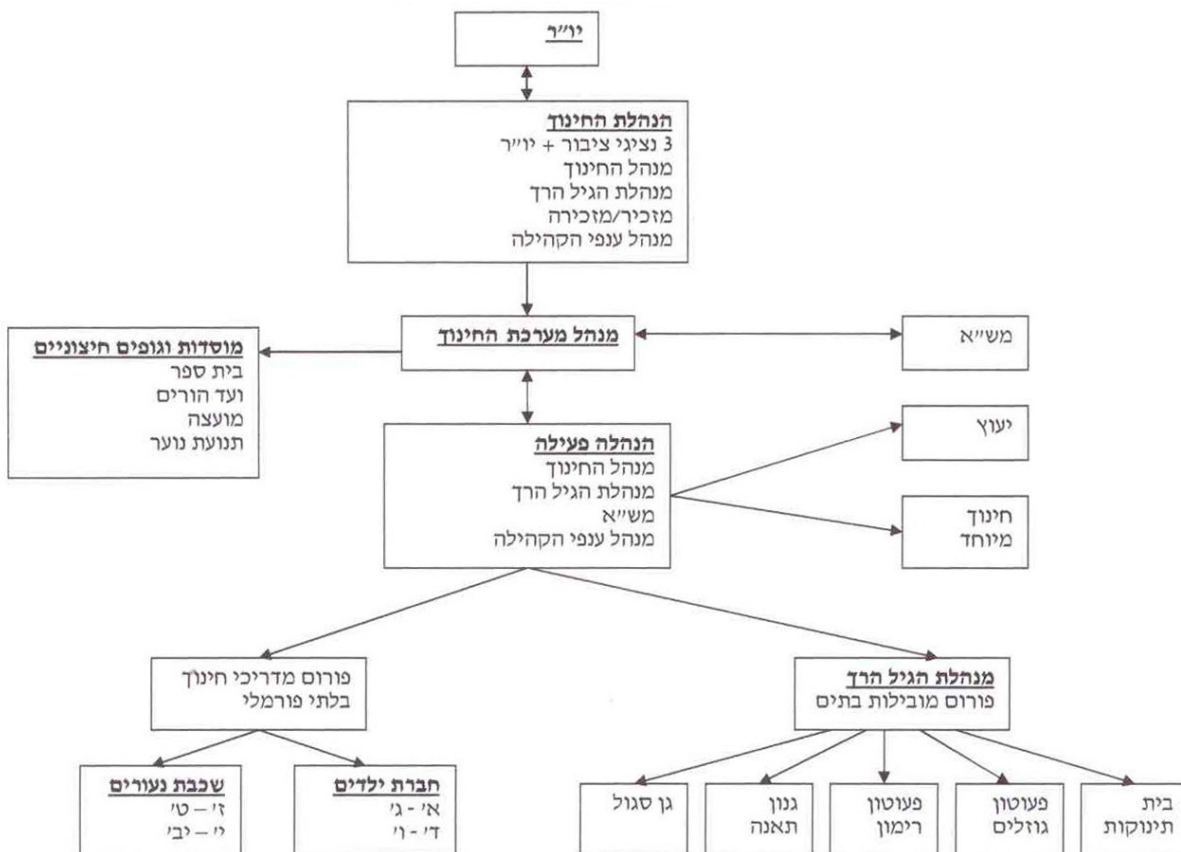 יו״ר
הנהלת החינוך
3 נציגי ציבור + יו״ר
מנהל החינוך
מנהלת הגיל הרך
מזכיר/מזכירה
מנהל ענפי הקהילה
מנהל מערכת החינוך
מש״א
מוסדות וגופים חיצוניים
בית ספר
ועד הורים
מועצה
תנועת נוער
יעוץ
הנהלה פעילה
מנהל החינוך
מנהלת הגיל הרך
מש״א
מנהל ענפי הקהילה
חינוך
מיוחד
מנהלת הגיל הרך
פורום מובילות בתים
פורום מדריכי חינוך
בלתי פורמלי
בית
תינוקות
פעוטון
גוזלים
פעוטון
רימון
גנון
תאנה
גן סגול
חברת ילדים
א׳ - ג׳
ד׳ - ו׳
שכבת נעורים
ז׳ – ט׳
י׳ – יב׳